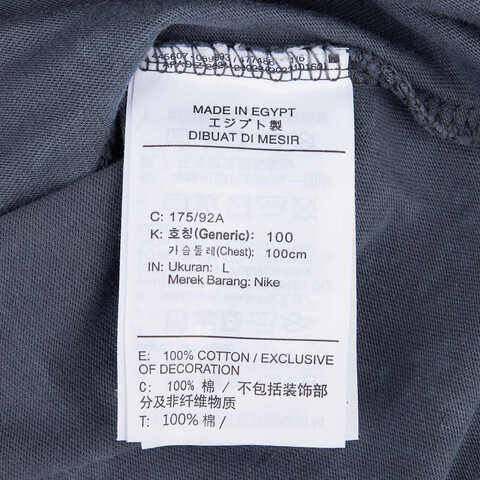 MADE IN EGYPT
エジプト製
DIBUAT DI MESIR
C: 175/92A
K: 호칭(Generic): 100
가슴둘레(Chest): 100cm
IN: Ukuran: L
Merek Barang: Nike
E: 100% COTTON / EXCLUSIVE
OF DECORATION
C: 100% 棉 / 不包括装饰部
分及非纤维物质
T: 100% 棉 /